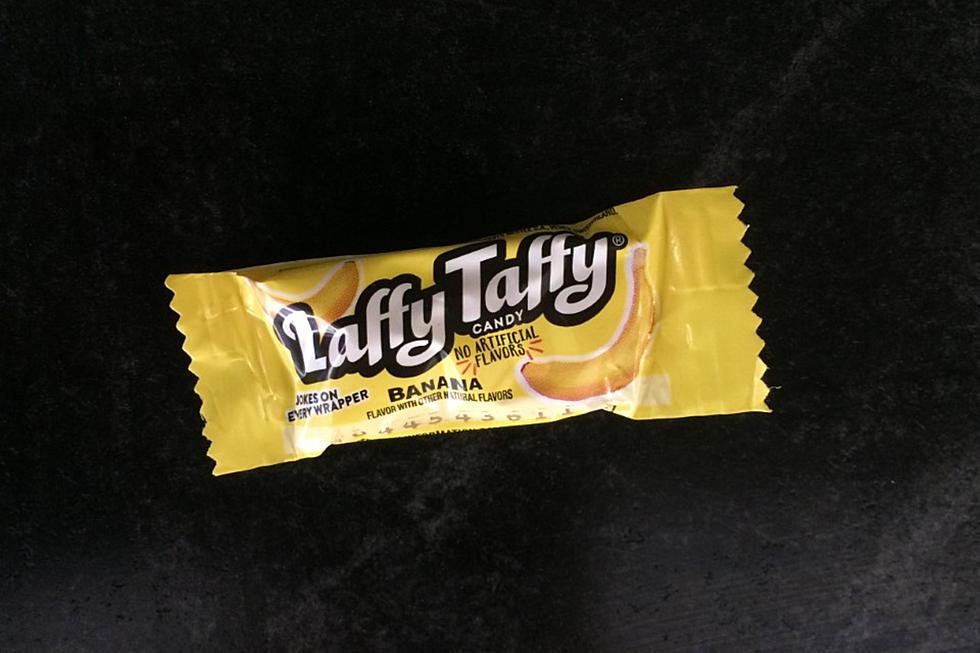 Laffy Taffy®
CANDY
NO ARTIFICIAL
FLAVORS
BANANA
FLAVOR WITH OTHER NATURAL FLAVORS
JOKES ON
EVERY WRAPPER